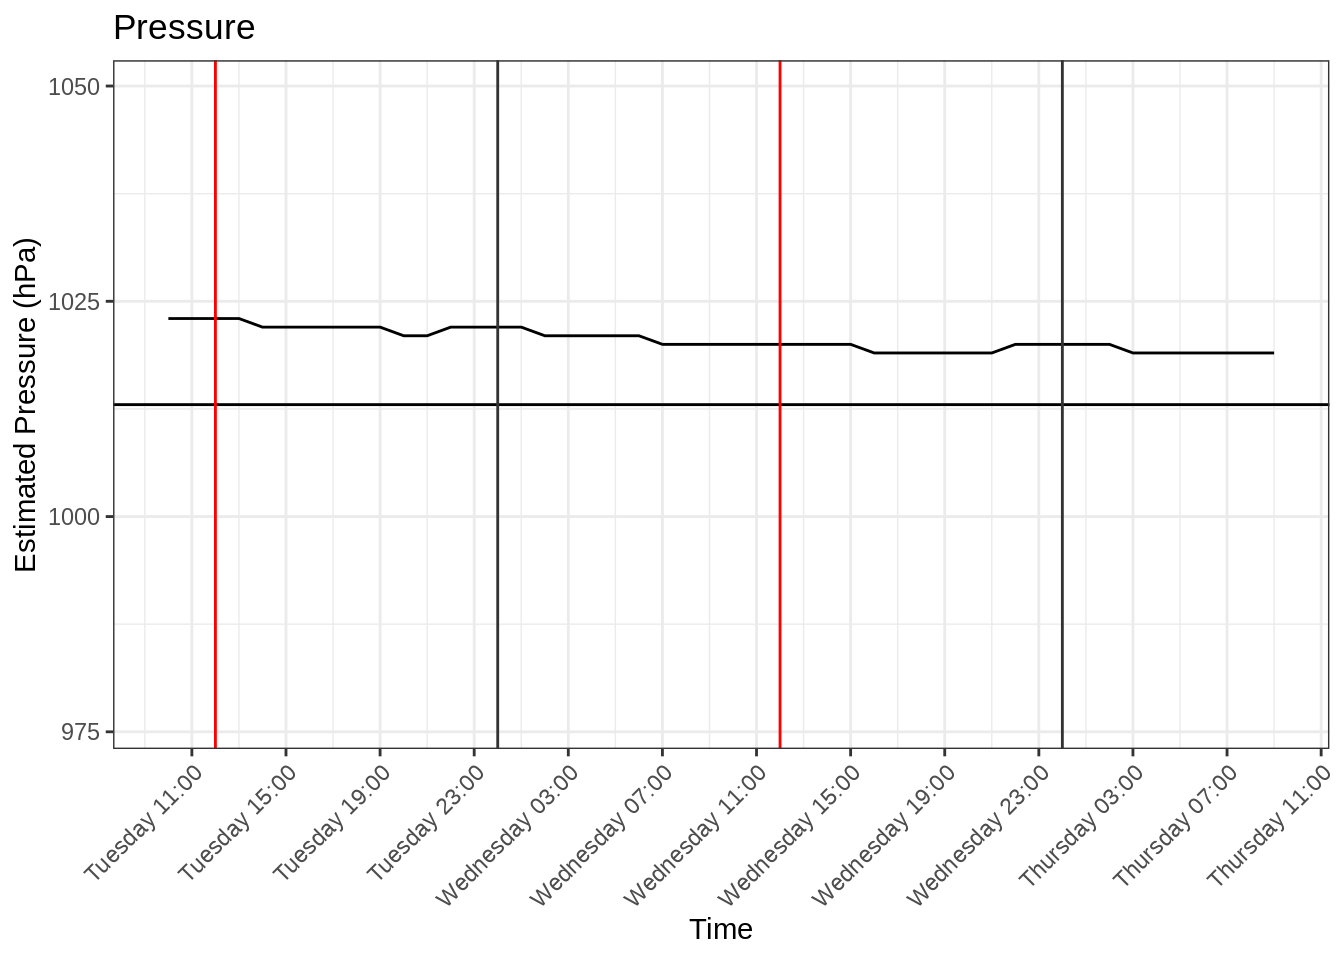 Pressure
Estimated Pressure (hPa)
1050
1025
1000
975
Tuesday 11:00
Tuesday 15:00
Tuesday 19:00
Tuesday 23:00
Wednesday 03:00
Wednesday 07:00
Wednesday 11:00
Wednesday 15:00
Wednesday 19:00
Wednesday 23:00
Thursday 03:00
Thursday 07:00
Thursday 11:00
Time